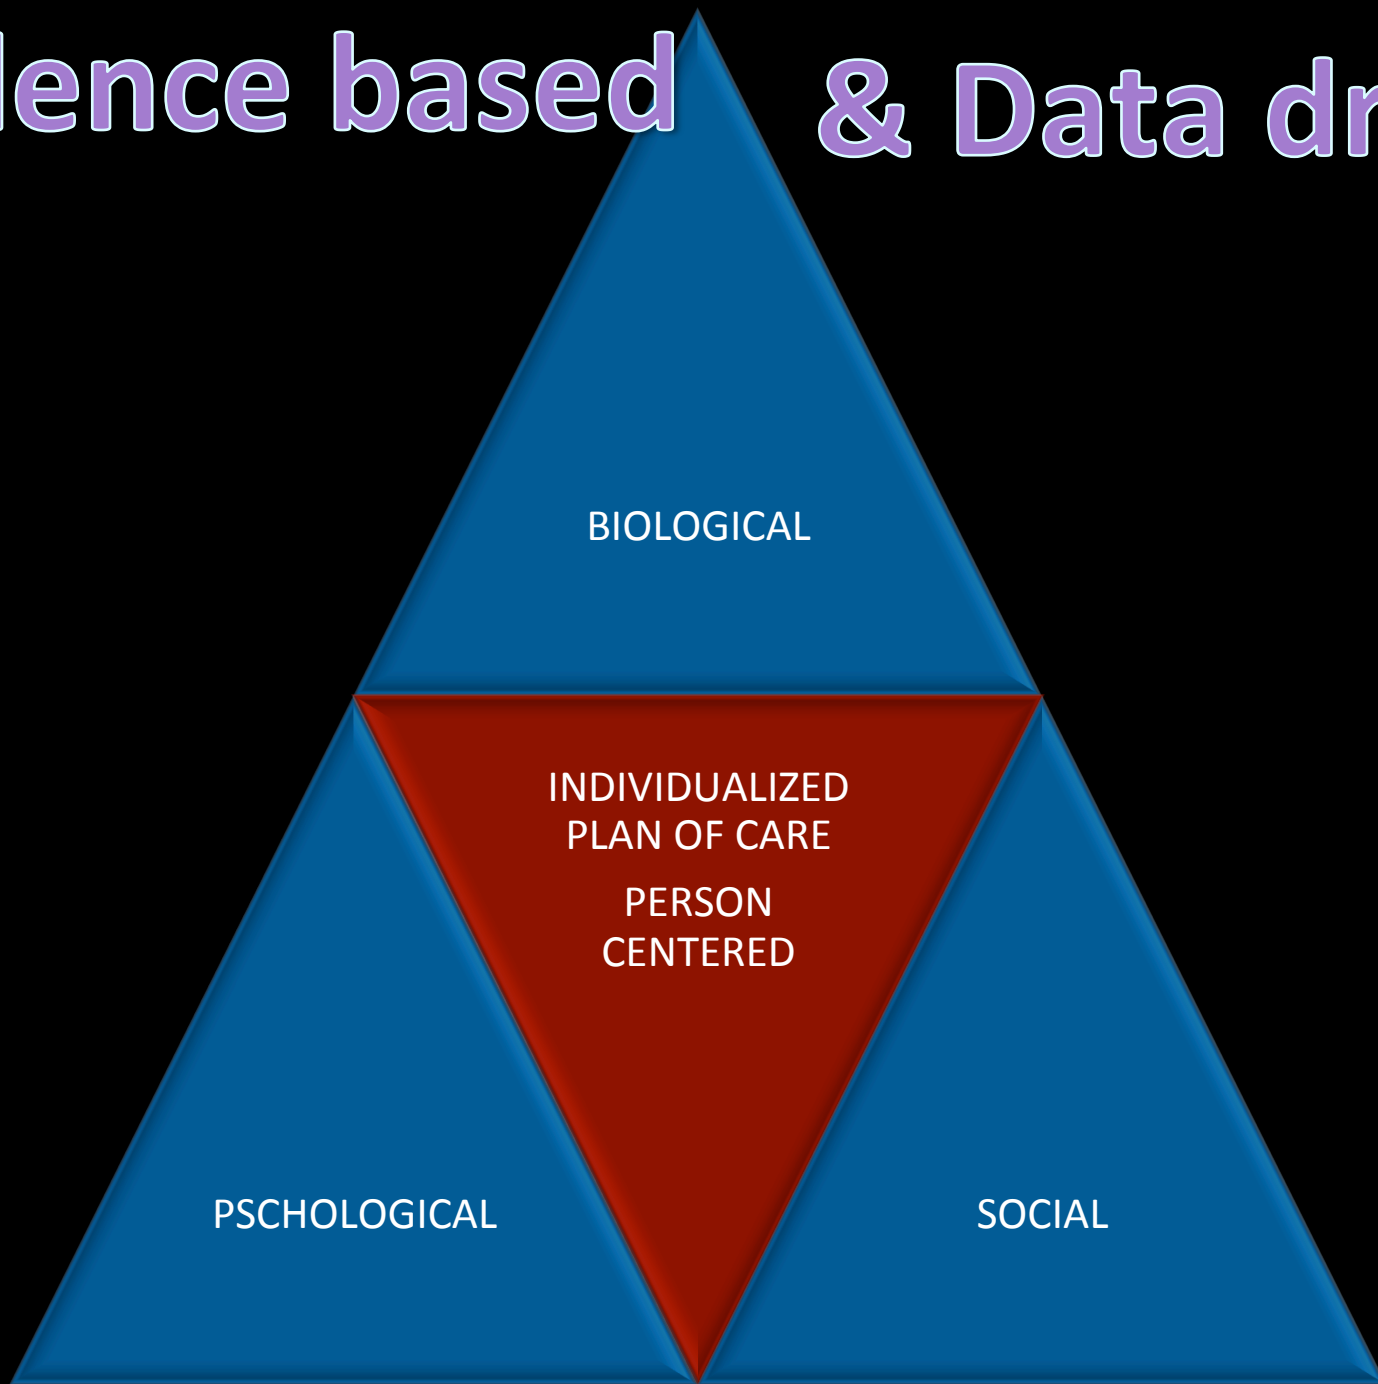 lence based
& Data dr
BIOLOGICAL
INDIVIDUALIZED
PLAN OF CARE
PERSON
CENTERED
PSCHOLOGICAL
SOCIAL